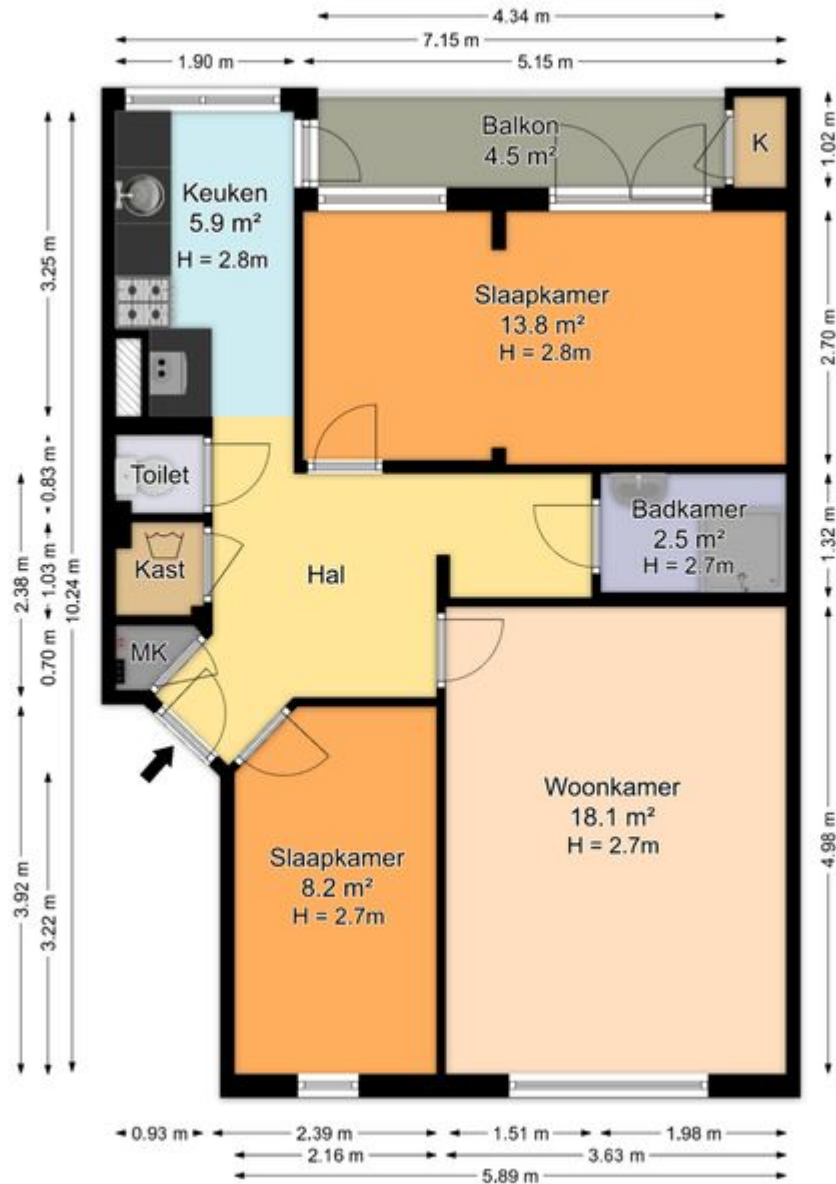 4.34 m
7.15 m
1.90 m
5.15 m
Balkon
4.5 m²
K
1.02 m
Keuken
5.9 m²
H = 2.8m
3.25 m
Slaapkamer
13.8 m²
H = 2.8m
2.70 m
Toilet
0.83 m
Badkamer
2.5 m²
H = 2.7m
1.32 m
Kast
1.03 m
Hal
2.38 m
10.24 m
MK
0.70 m
Woonkamer
18.1 m²
H = 2.7m
4.98 m
Slaapkamer
8.2 m²
H = 2.7m
3.92 m
3.22 m
0.93 m
2.39 m
1.51 m
1.98 m
2.16 m
3.63 m
5.89 m